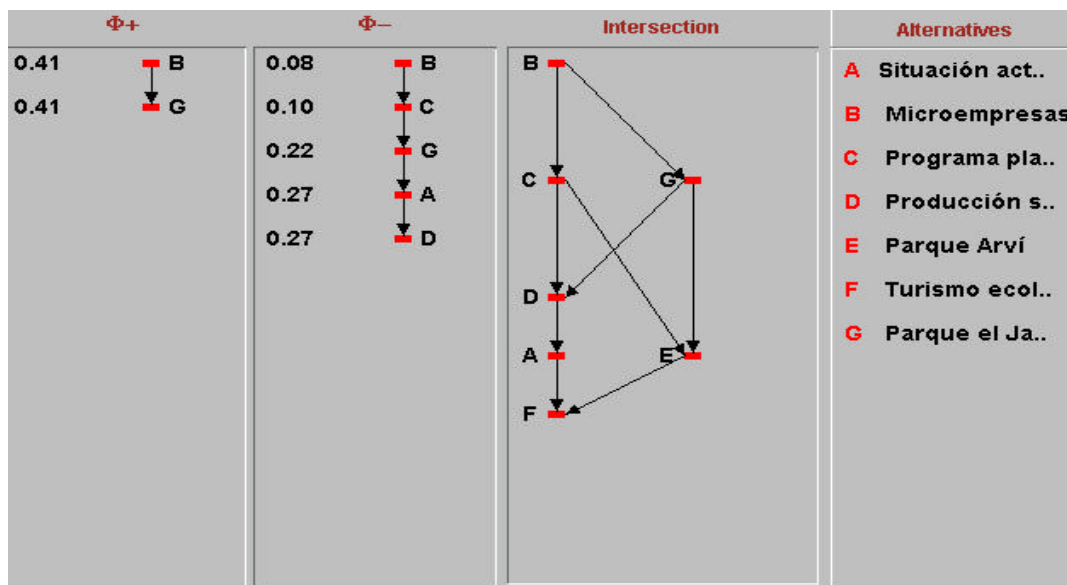 Φ+
0.41 B
0.41 G
Φ−
0.08 B
0.10 C
0.22 G
0.27 A
0.27 D
Intersection
B
C G
D
A E
F
Alternatives
A Situación act..
B Microempresas
C Programa pla..
D Producción s..
E Parque Arví
F Turismo ecol..
G Parque el Ja..